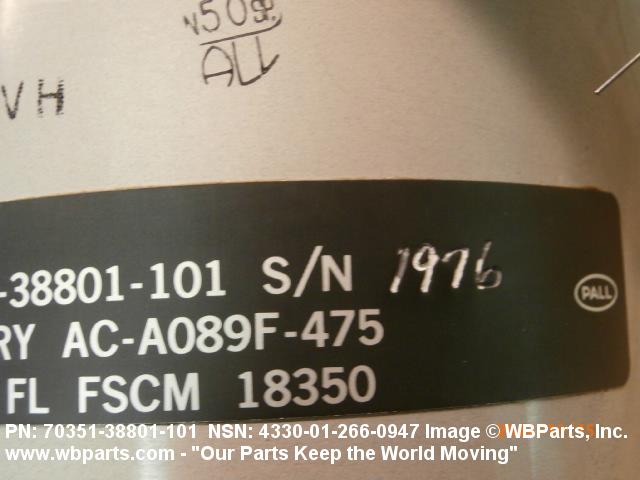 ALL
VH
-38801-101 S/N 1976
PALL
RY AC-A089F-475
FL FSCM 18350
PN: 70351-38801-101 NSN: 4330-01-266-0947 Image © WBParts, Inc.
www.wbparts.com - "Our Parts Keep the World Moving"